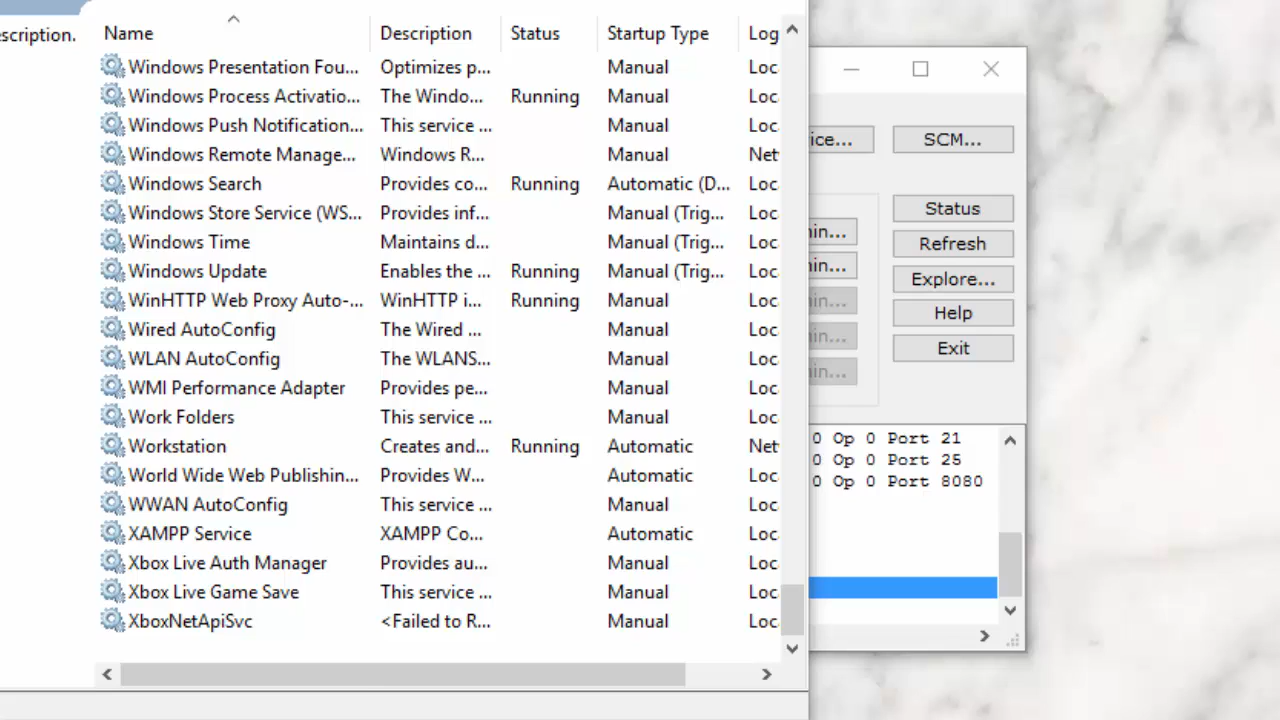 escription.
Name Description Status Startup Type Log
Windows Presentation Fou... Optimizes p... Manual Loc
Windows Process Activatio... The Windo... Running Manual Loc
Windows Push Notification... This service ... Manual Loc
Windows Remote Manage... Windows R... Manual Net
Windows Search Provides co... Running Automatic (D... Loc
Windows Store Service (WS... Provides inf... Manual (Trig... Loc
Windows Time Maintains d... Manual (Trig... Loc
Windows Update Enables the ... Running Manual (Trig... Loc
WinHTTP Web Proxy Auto-... WinHTTP i... Running Manual Loc
Wired AutoConfig The Wired ... Manual Loc
WLAN AutoConfig The WLANS... Manual Loc
WMI Performance Adapter Provides pe... Manual Loc
Work Folders This service ... Manual Loc
Workstation Creates and... Running Automatic Net
World Wide Web Publishin... Provides W... Automatic Loc
WWAN AutoConfig This service ... Manual Loc
XAMPP Service XAMPP Co... Automatic Loc
Xbox Live Auth Manager Provides au... Manual Loc
Xbox Live Game Save This service ... Manual Loc
XboxNetApiSvc <Failed to R... Manual Loc
ice... SCM...
Status
in...
Refresh
in...
Explore...
in...
Help
in...
Exit
in...
0 Op 0 Port 21
0 Op 0 Port 25
0 Op 0 Port 8080